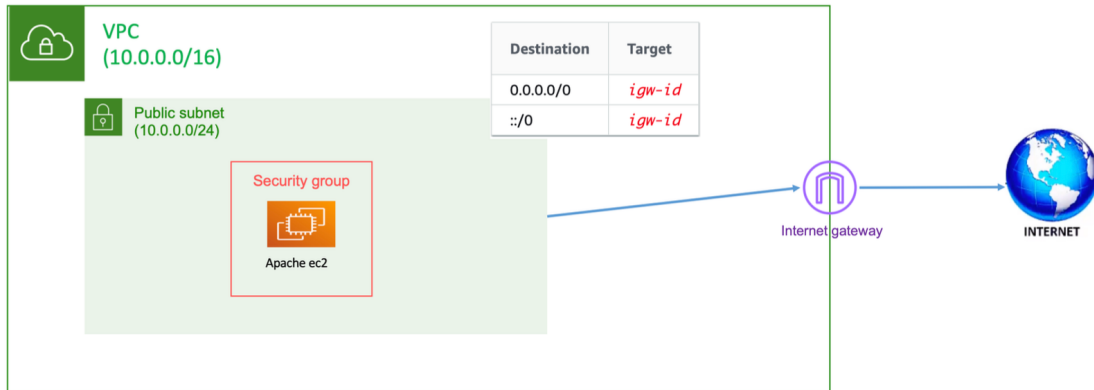 VPC
(10.0.0.0/16)
Destination Target
0.0.0.0/0 igw-id
::/0 igw-id
Public subnet
(10.0.0.0/24)
Security group
Apache ec2
Internet gateway
INTERNET